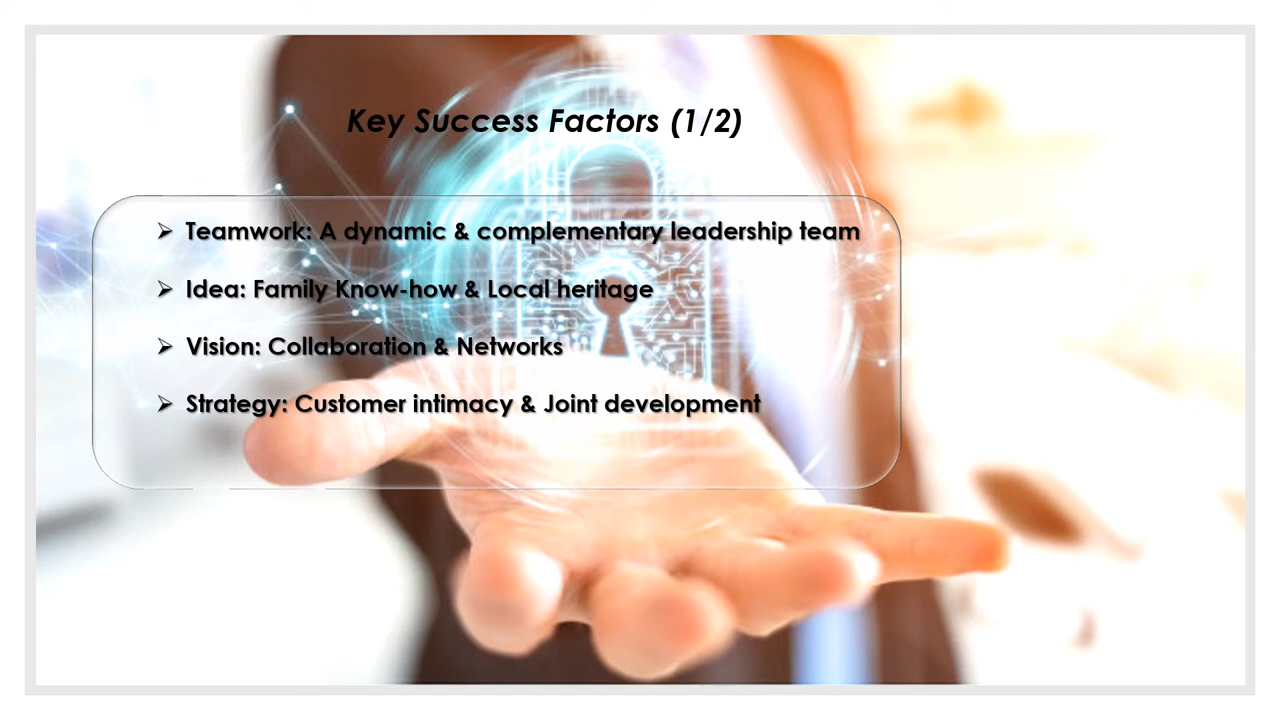 Key Success Factors (1/2)
➢ Teamwork: A dynamic & complementary leadership team
➢ Idea: Family Know-how & Local heritage
➢ Vision: Collaboration & Networks
➢ Strategy: Customer intimacy & Joint development